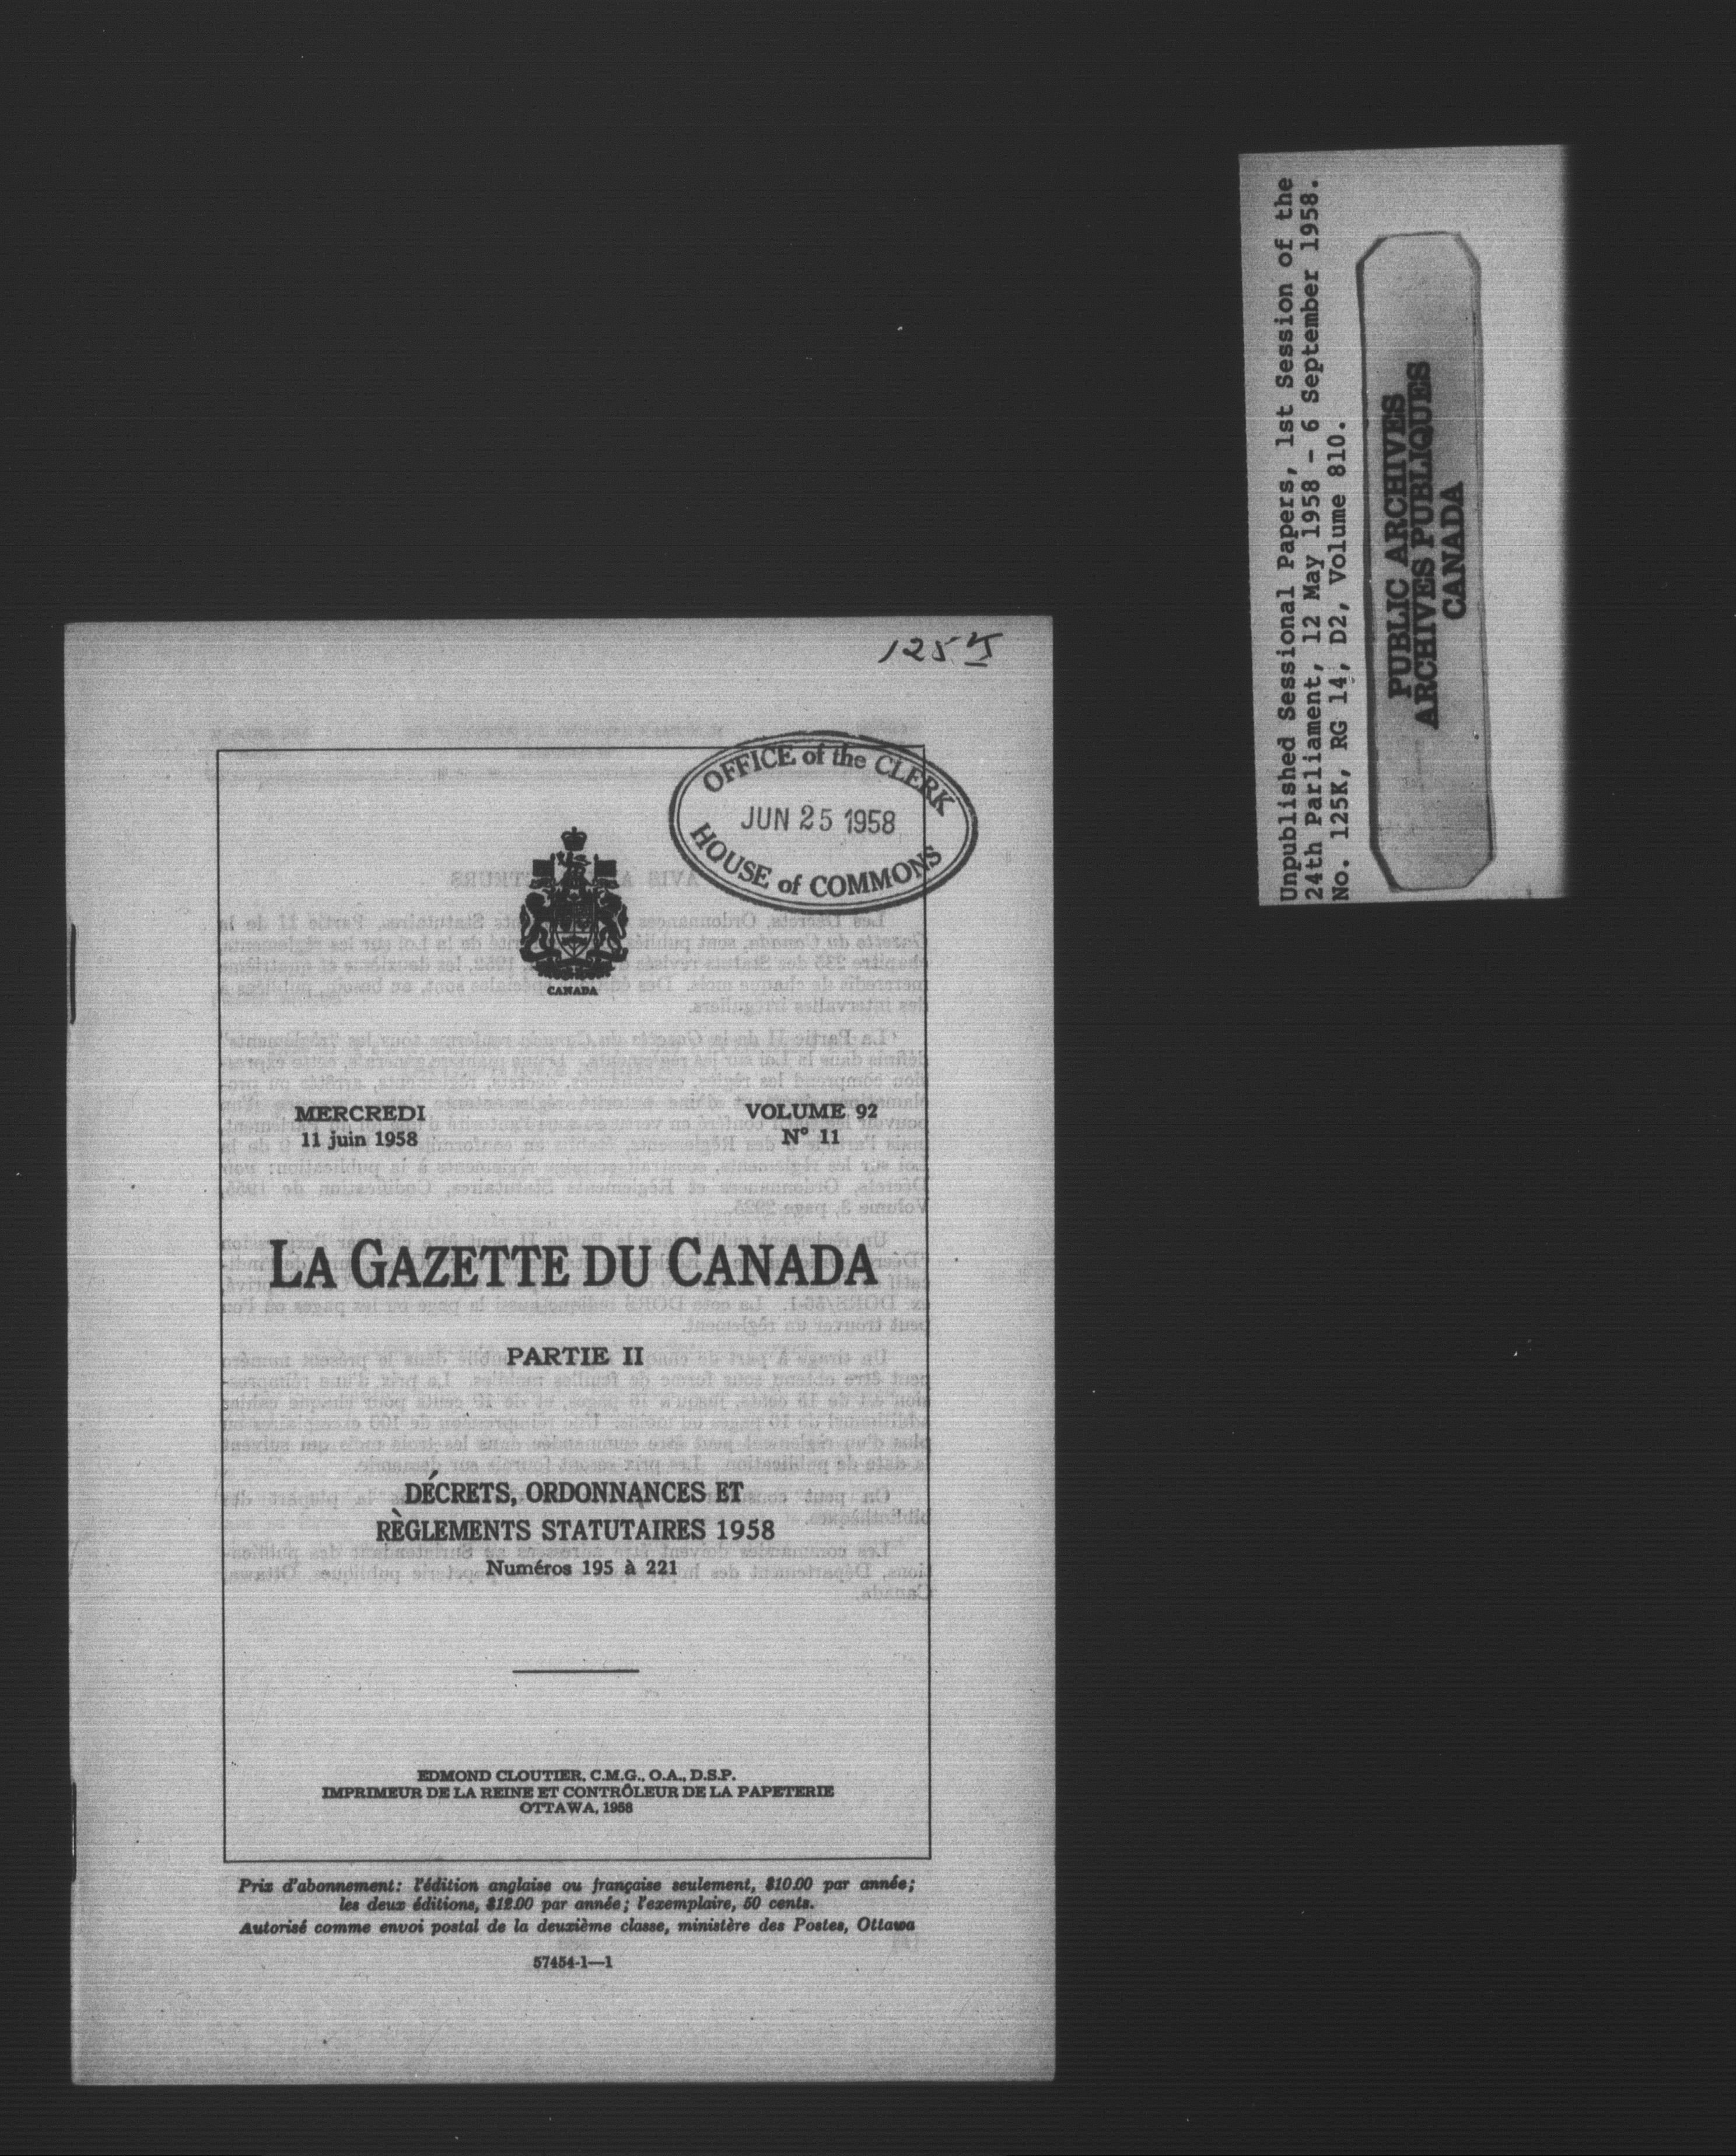 125
OFFICE of the CLERK
JUN 25 1958
HOUSE of COMMONS
CANADA
MERCREDI
11 juin 1958
VOLUME 92
N° 11
LA GAZETTE DU CANADA
PARTIE II
DÉCRETS, ORDONNANCES ET
RÈGLEMENTS STATUTAIRES 1958
Numéros 195 à 221
EDMOND CLOUTIER, C.M.G., O.A., D.S.P.
IMPRIMEUR DE LA REINE ET CONTRÔLEUR DE LA PAPETERIE
OTTAWA, 1958
Prix d'abonnement: l'édition anglaise ou française seulement, $10.00 par année;
les deux éditions, $12.00 par année; l'exemplaire, 50 cents.
Autorisé comme envoi postal de la deuxième classe, ministère des Postes, Ottawa
57454-1—1
Unpublished Sessional Papers, 1st Session of the
24th Parliament, 12 May 1958 - 6 September 1958.
No. 125K, RG 14, D2, Volume 810.
PUBLIC ARCHIVES
ARCHIVES PUBLIQUES
CANADA